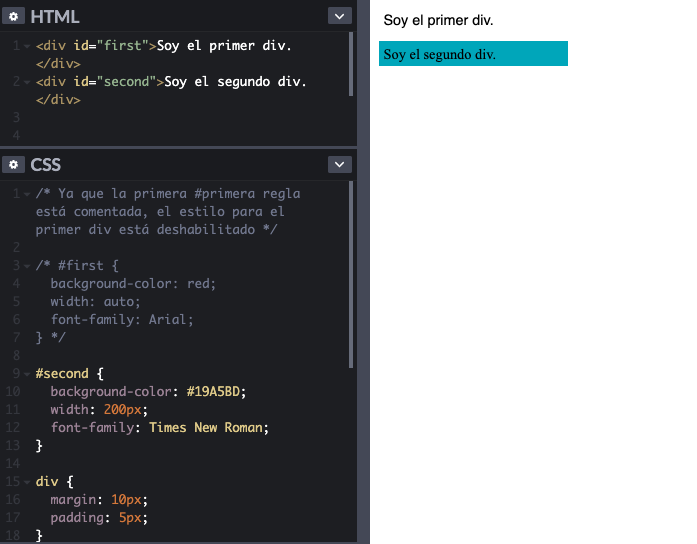 HTML
1 <div id="first">Soy el primer div.
</div>
2 <div id="second">Soy el segundo div.
</div>
3
4
CSS
1 /* Ya que la primera #primera regla
está comentada, el estilo para el
primer div está deshabilitado */
2
3 /* #first {
4 background-color: red;
5 width: auto;
6 font-family: Arial;
7 } */
8
9 #second {
10 background-color: #19A5BD;
11 width: 200px;
12 font-family: Times New Roman;
13 }
14
15 div {
16 margin: 10px;
17 padding: 5px;
18 }
Soy el primer div.
Soy el segundo div.